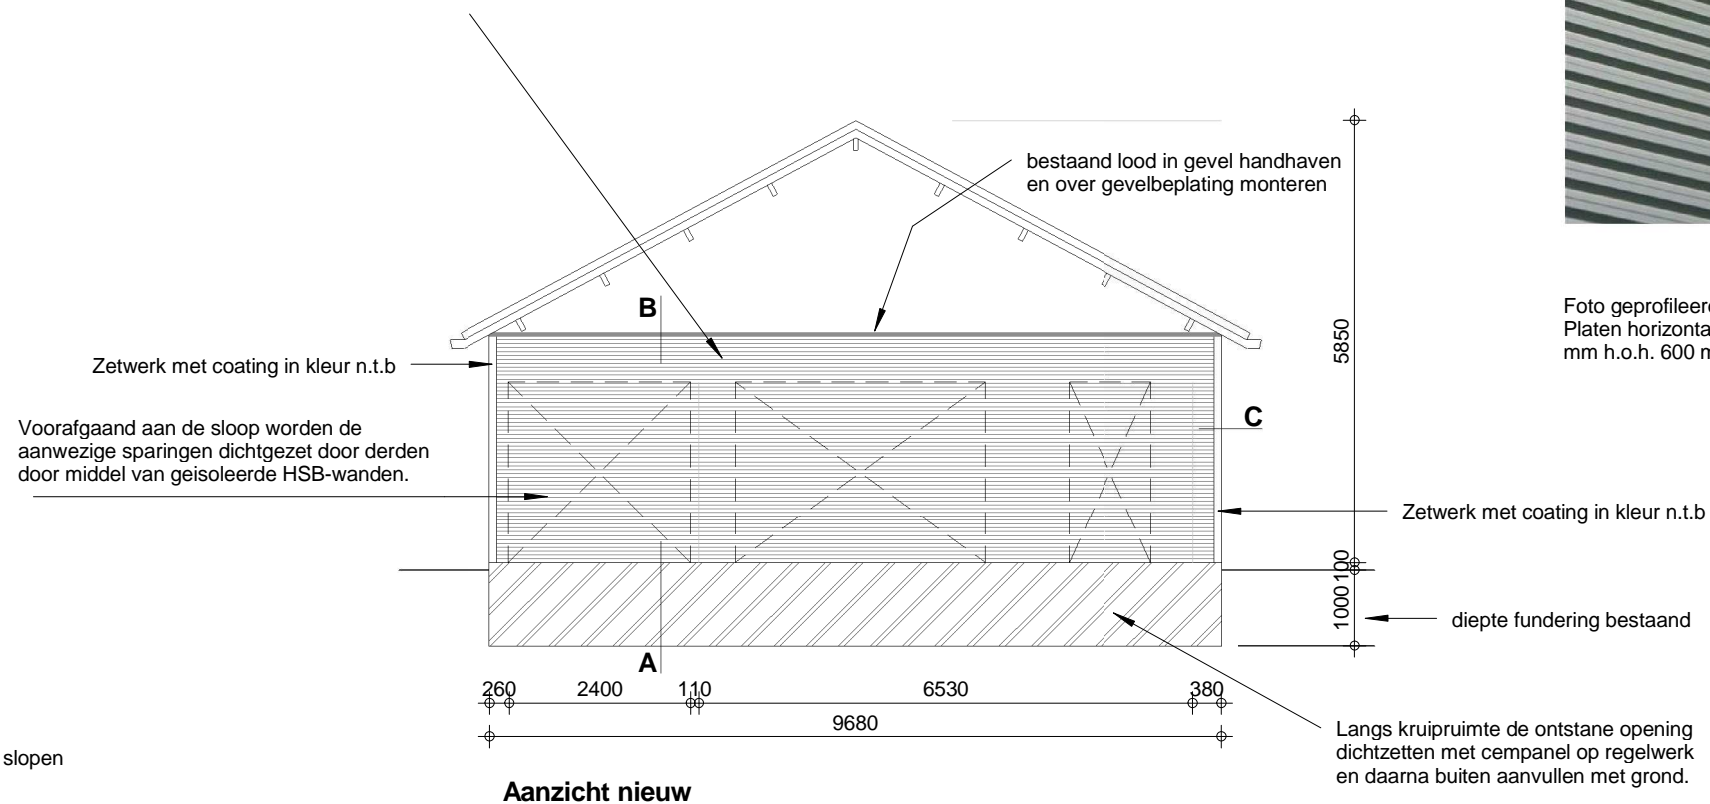 bestaand lood in gevel handhaven
en over gevelbeplating monteren
B
5850
Foto geprofileer
Platen horizonta
mm h.o.h. 600 m
Zetwerk met coating in kleur n.t.b
C
Voorafgaand aan de sloop worden de
aanwezige sparingen dichtgezet door derden
door middel van geisoleerde HSB-wanden.
Zetwerk met coating in kleur n.t.b
100
1000
diepte fundering bestaand
A
260 2400 110 6530 380
9680
Langs kruipruimte de ontstane opening
dichtzetten met cempanel op regelwerk
en daarna buiten aanvullen met grond.
slopen
Aanzicht nieuw